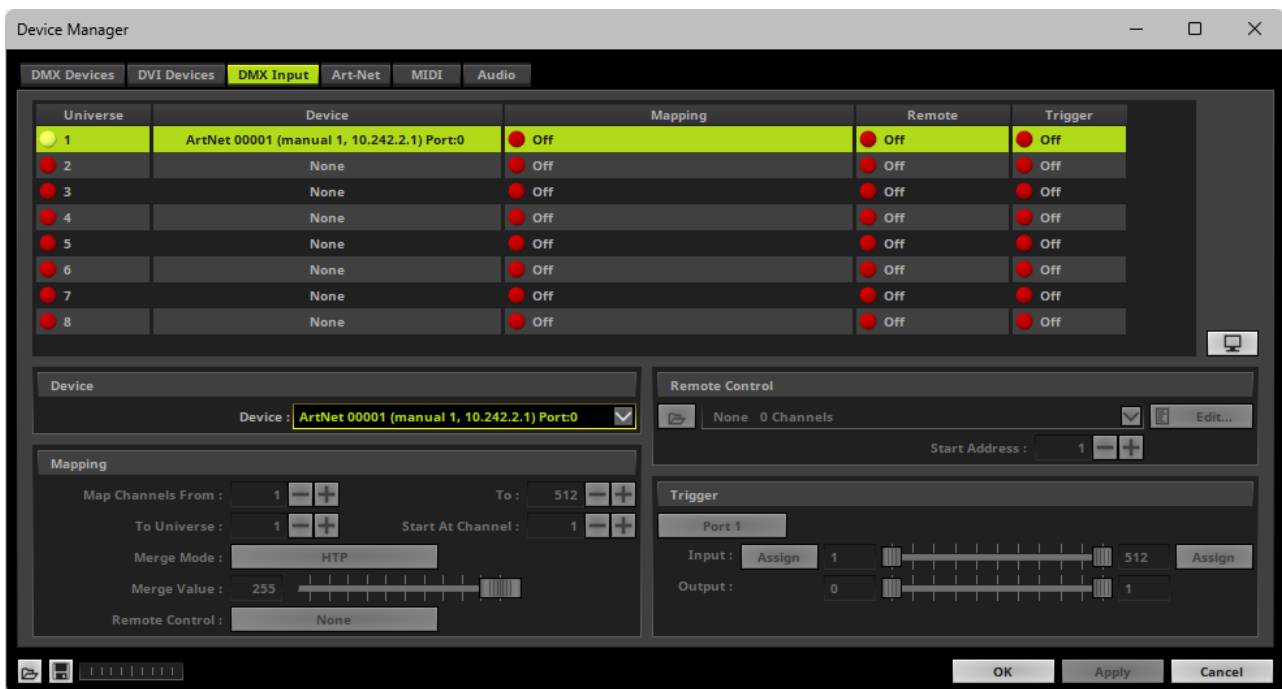 Device Manager
DMX Devices DVI Devices DMX Input Art-Net MIDI Audio
Universe Device Mapping Remote Trigger
1 ArtNet 00001 (manual 1, 10.242.2.1) Port:0 Off Off Off
2 None Off Off Off
3 None Off Off Off
4 None Off Off Off
5 None Off Off Off
6 None Off Off Off
7 None Off Off Off
8 None Off Off Off
Device
Device : ArtNet 00001 (manual 1, 10.242.2.1) Port:0
Mapping
Map Channels From : 1 To : 512
To Universe : 1 Start At Channel : 1
Merge Mode : HTP
Merge Value : 255
Remote Control : None
Remote Control
None 0 Channels Edit...
Start Address : 1
Trigger
Port 1
Input : Assign 1 512 Assign
Output : 0 1
OK Apply Cancel